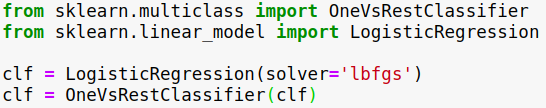 from sklearn.multiclass import OneVsRestClassifier
from sklearn.linear_model import LogisticRegression
clf = LogisticRegression(solver='lbfgs')
clf = OneVsRestClassifier(clf)